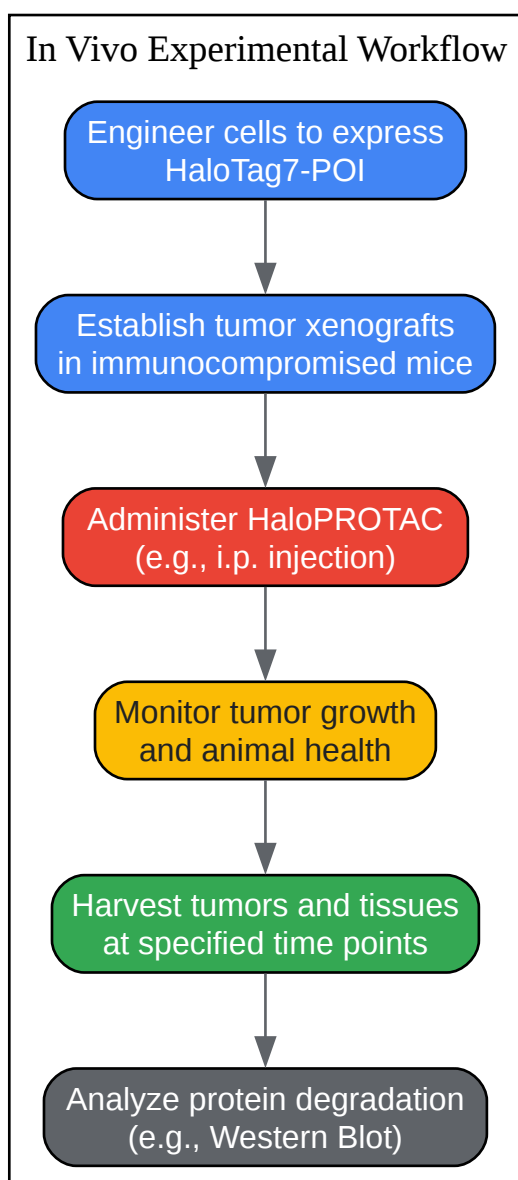 In Vivo Experimental Workflow
Engineer cells to express
HaloTag7-POI
Establish tumor xenografts
in immunocompromised mice
Administer HaloPROTAC
(e.g., i.p. injection)
Monitor tumor growth
and animal health
Harvest tumors and tissues
at specified time points
Analyze protein degradation
(e.g., Western Blot)